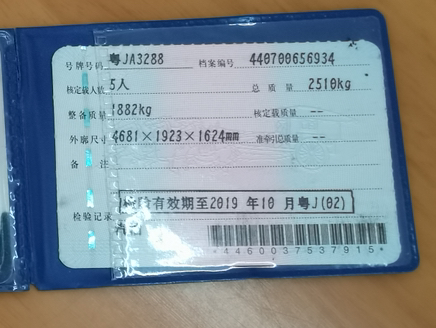 号牌号码 粤JA3288 档案编号 440700656934
核定载人数 5人 总质量 2510kg
整备质量 1882kg 核定载质量 --
外廓尺寸 4681×1923×1624mm 准牵引总质量 --
备注
检验记录 检验有效期至2019年10月粤J(02)
*4460037537915*